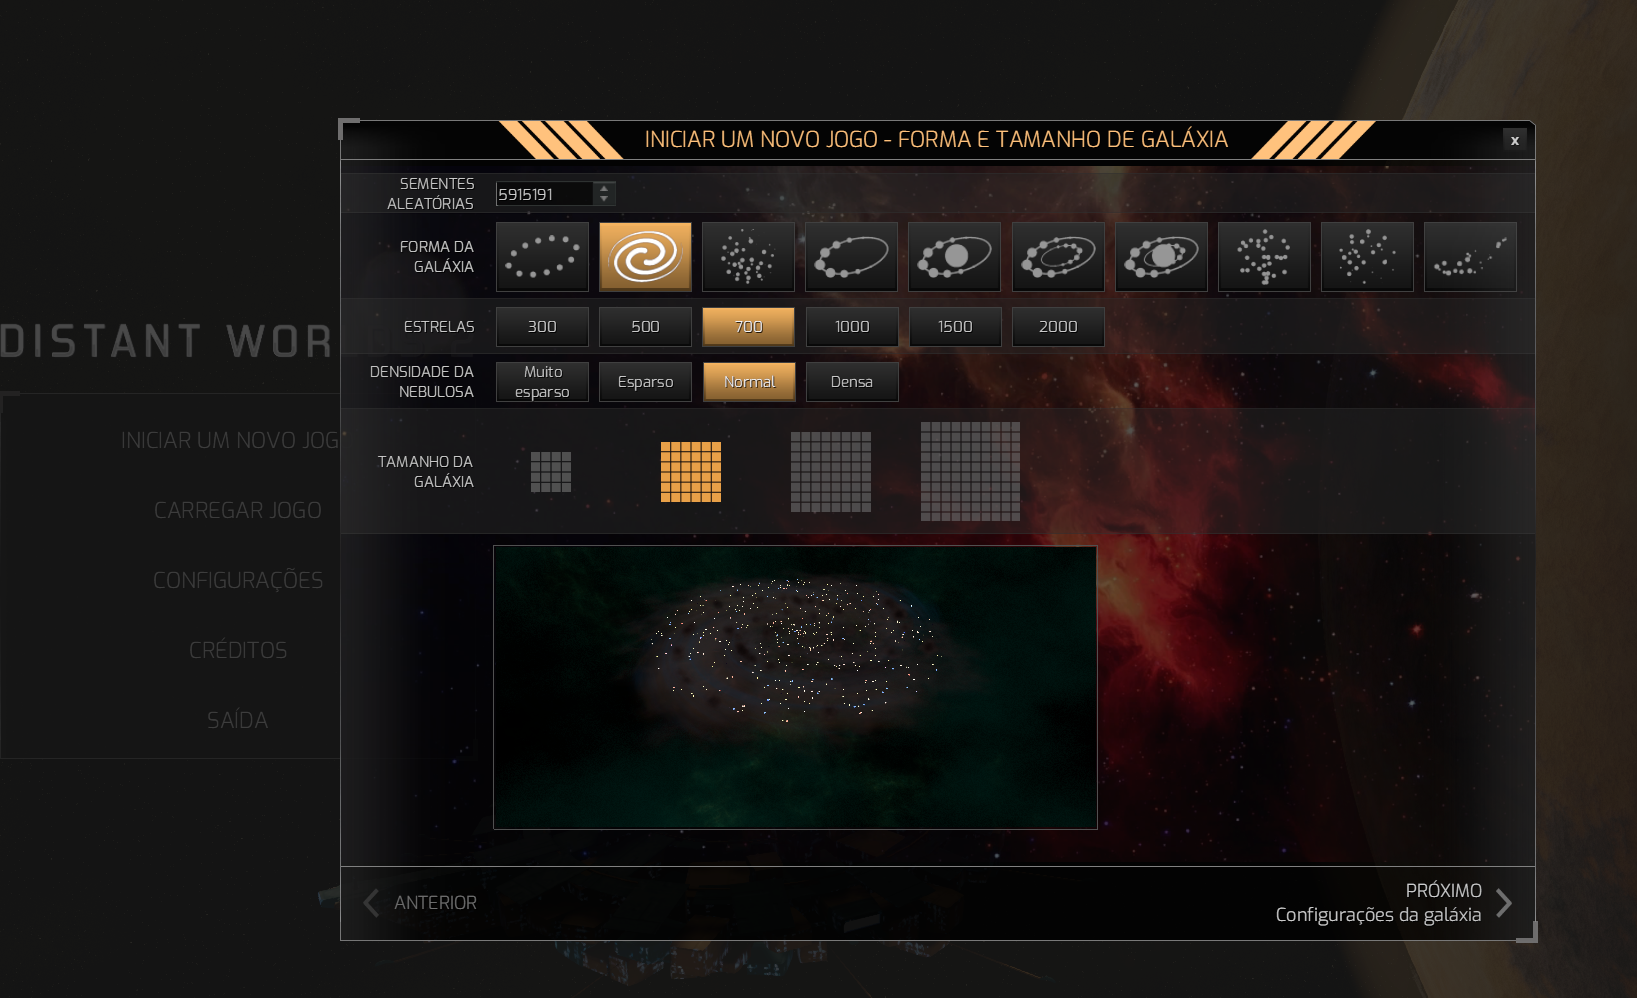 INICIAR UM NOVO JOGO - FORMA E TAMANHO DE GALÁXIA
x
SEMENTES
ALEATÓRIAS
5915191
FORMA DA
GALÁXIA
ESTRELAS
300
500
700
1000
1500
2000
DENSIDADE DA
NEBULOSA
Muito
esparso
Esparso
Normal
Densa
TAMANHO DA
GALÁXIA
DISTANT WOR
INICIAR UM NOVO JOG
CARREGAR JOGO
CONFIGURAÇÕES
CRÉDITOS
SAÍDA
ANTERIOR
PRÓXIMO
Configurações da galáxia